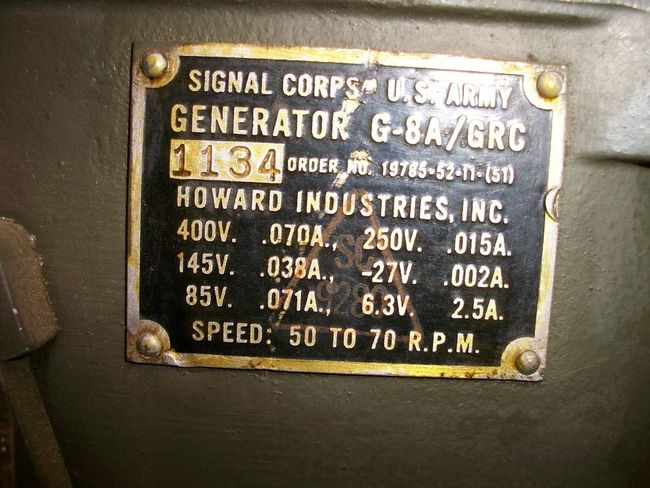 SIGNAL CORPS U.S. ARMY
GENERATOR G-8A/GRC
1134 ORDER NO. 19785-52-11-(51)
HOWARD INDUSTRIES, INC.
400V. .070A., 250V. .015A.
145V. .038A., -27V. .002A.
85V. .071A., 6.3V. 2.5A.
SPEED: 50 TO 70 R.P.M.
SC